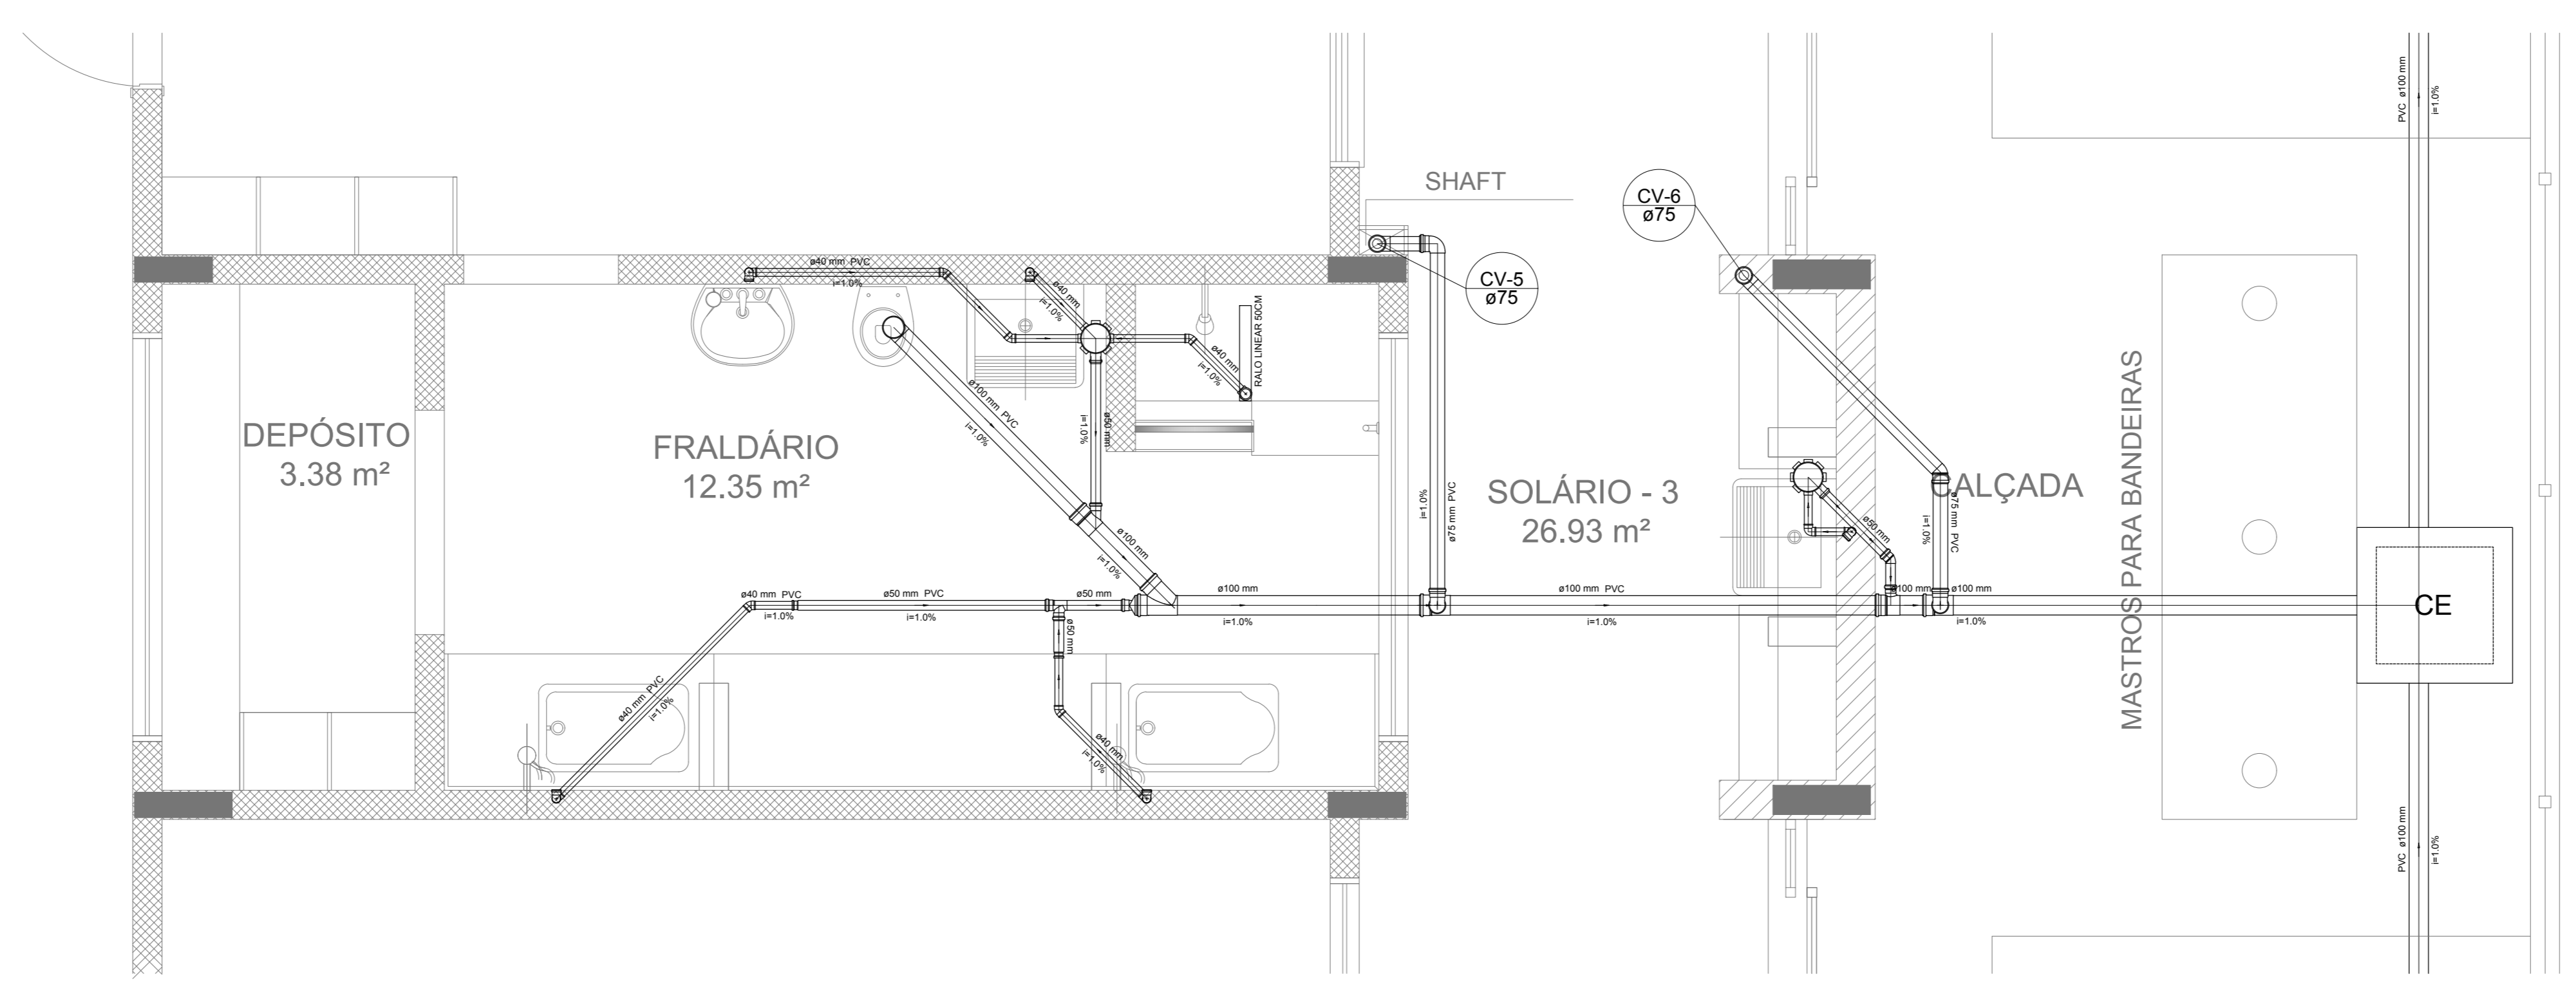 PVC ø100 mm
i=1.0%
SHAFT
CV-6
ø75
CV-5
ø75
ø40 mm PVC
i=1.0%
ø40 mm
i=1.0%
RALO LINEAR 50CM
ø40 mm
i=1.0%
ø100 mm PVC
i=1.0%
ø50 mm
i=1.0%
DEPÓSITO
3.38 m²
FRALDÁRIO
12.35 m²
SOLÁRIO - 3
26.93 m²
CALÇADA
MASTROS PARA BANDEIRAS
i=1.0%
ø75 mm PVC
ø50 mm
i=1.0%
ø75 mm PVC
ø100 mm
i=1.0%
ø40 mm PVC
i=1.0%
ø50 mm PVC
i=1.0%
ø50 mm
ø100 mm
i=1.0%
ø100 mm PVC
i=1.0%
ø100 mm
ø100 mm
i=1.0%
CE
ø50 mm
ø40 mm PVC
i=1.0%
ø40 mm
i=1.0%
PVC ø100 mm
i=1.0%